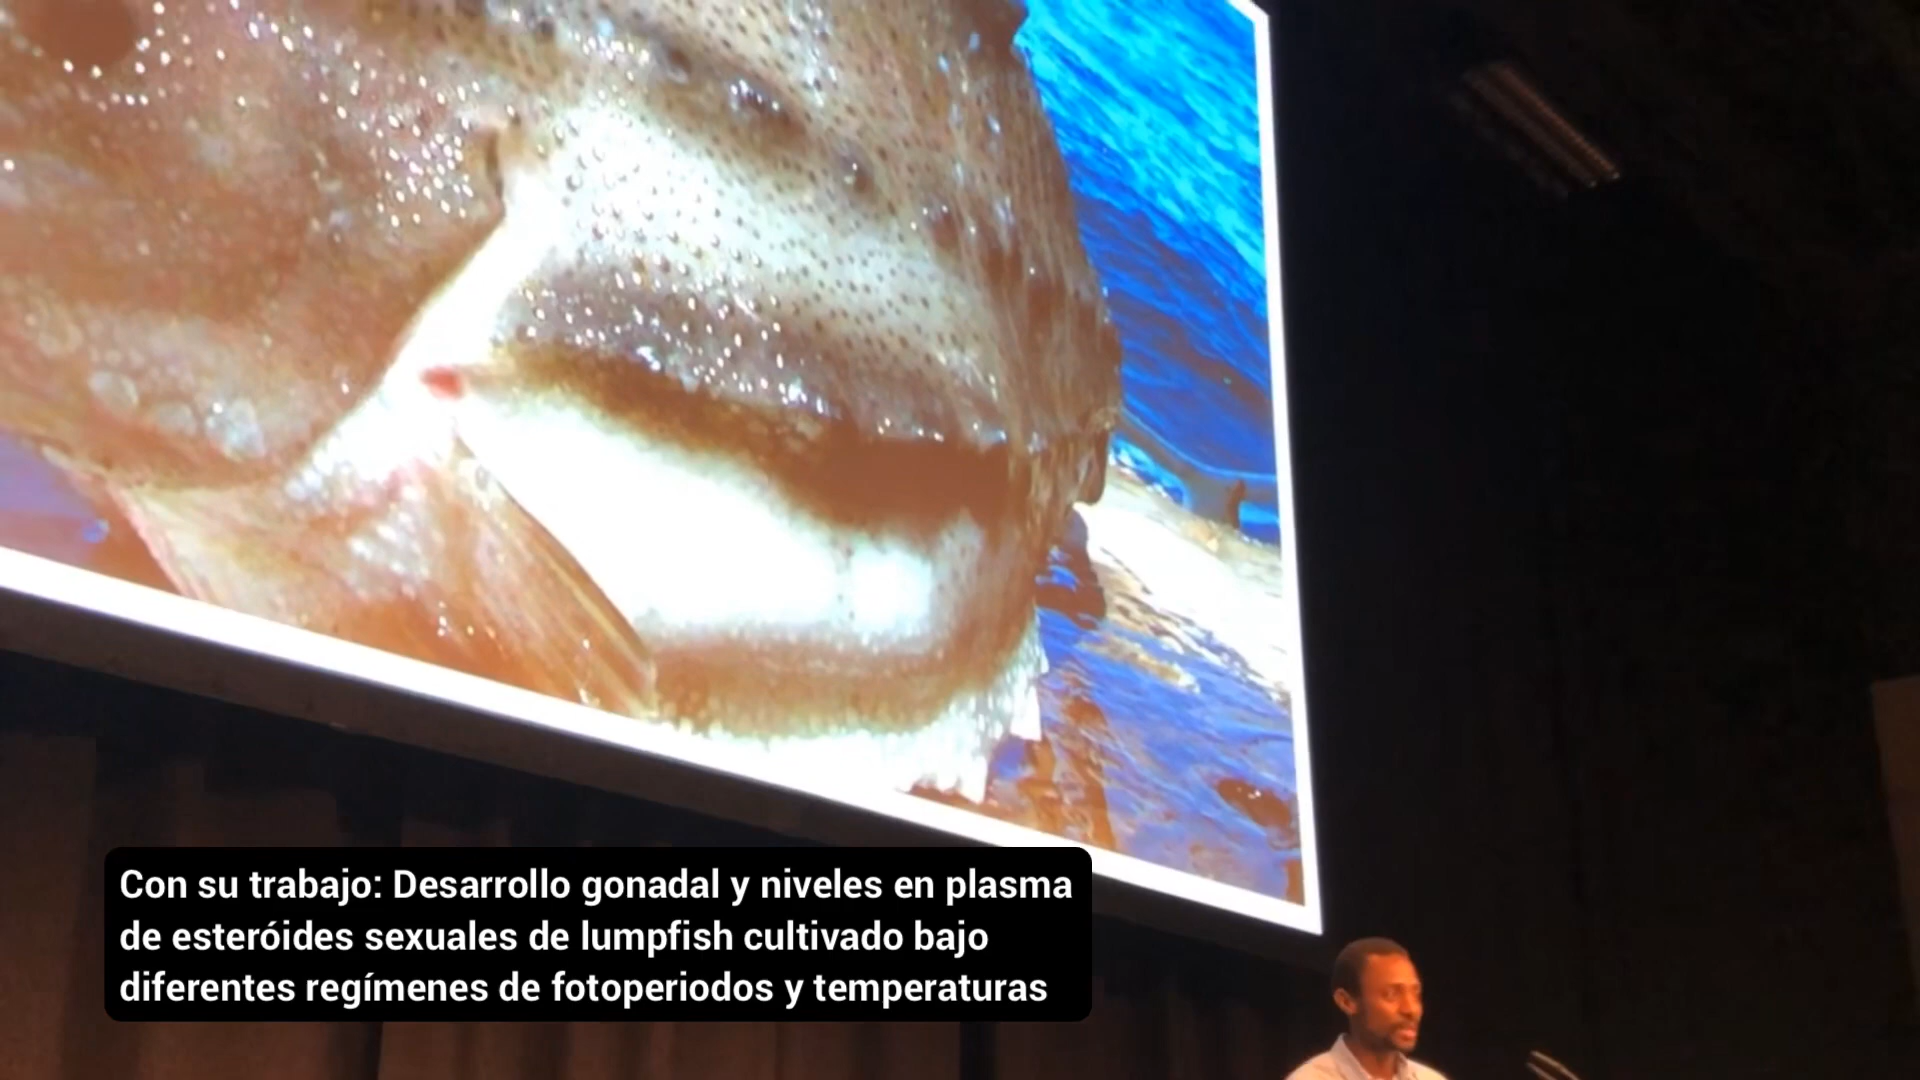 Con su trabajo: Desarrollo gonadal y niveles en plasma
de esteróides sexuales de lumpfish cultivado bajo
diferentes regímenes de fotoperiodos y temperaturas